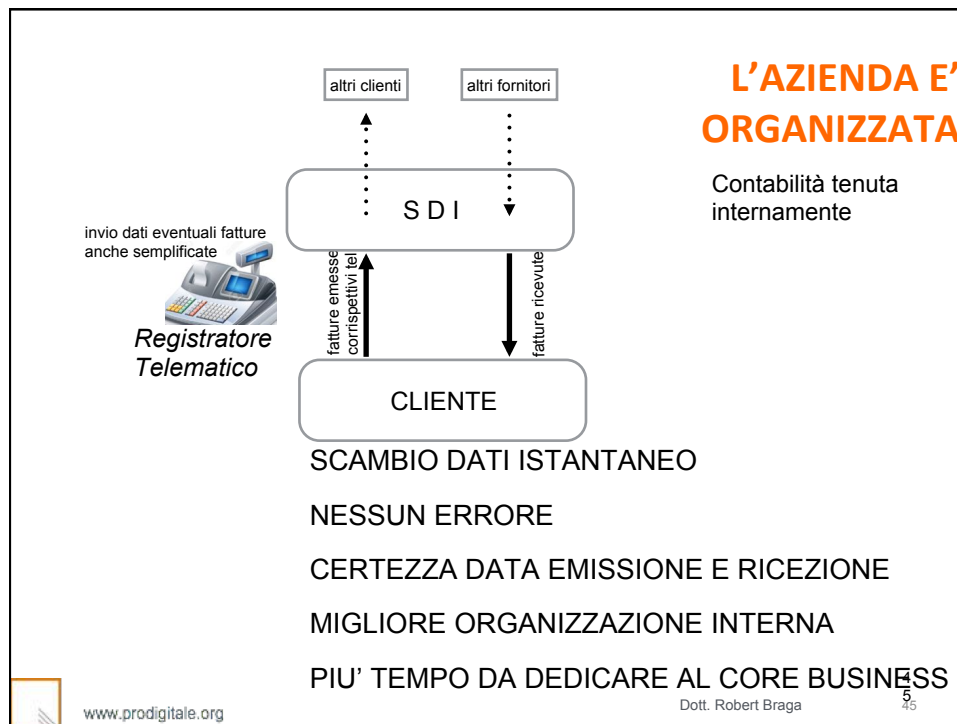 L'AZIENDA E'
ORGANIZZATA
Contabilità tenuta
internamente
altri clienti
altri fornitori
S D I
invio dati eventuali fatture
anche semplificate
Registratore
Telematico
fatture emesse
corrispettivi tel
fatture ricevute
CLIENTE
SCAMBIO DATI ISTANTANEO
NESSUN ERRORE
CERTEZZA DATA EMISSIONE E RICEZIONE
MIGLIORE ORGANIZZAZIONE INTERNA
PIU' TEMPO DA DEDICARE AL CORE BUSINESS
www.prodigitale.org
Dott. Robert Braga
4
5
45